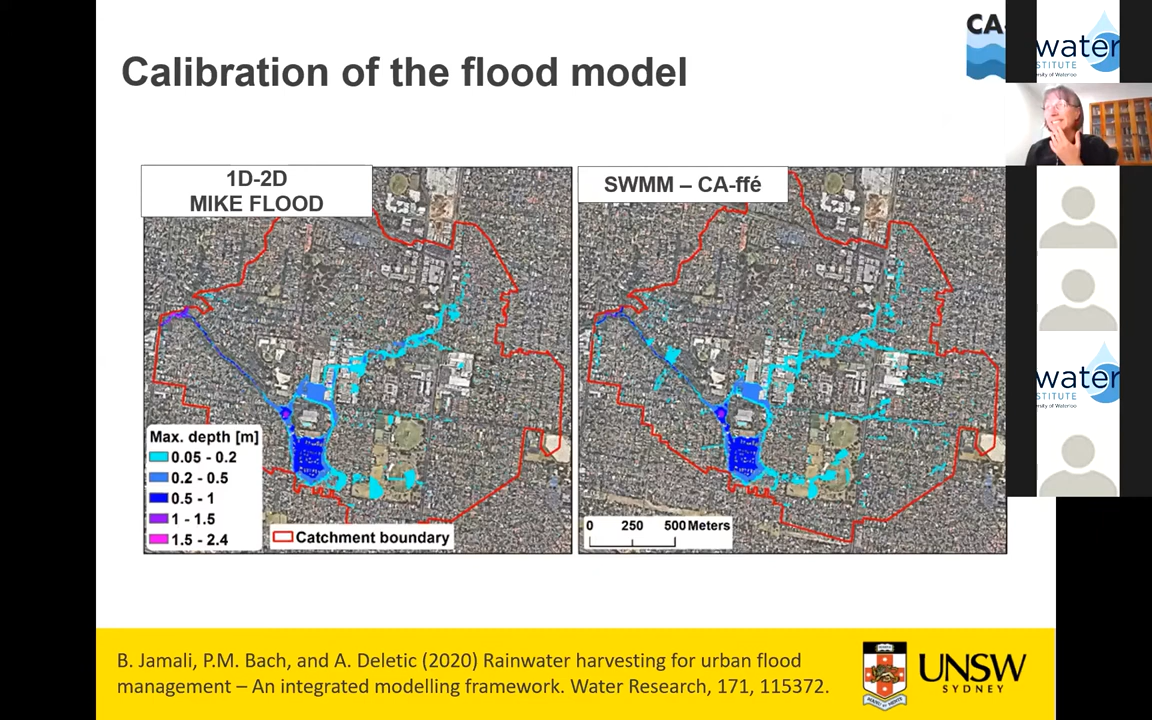 Calibration of the flood model
CA-
water
STITUTE
water
STITUTE
1D-2D
MIKE FLOOD
SWMM – CA-ffé
Max. depth [m]
0.05 - 0.2
0.2 - 0.5
0.5 - 1
1 - 1.5
1.5 - 2.4
Catchment boundary
0 250 500 Meters
B. Jamali, P.M. Bach, and A. Deletic (2020) Rainwater harvesting for urban flood
management – An integrated modelling framework. Water Research, 171, 115372.
UNSW
SYDNEY